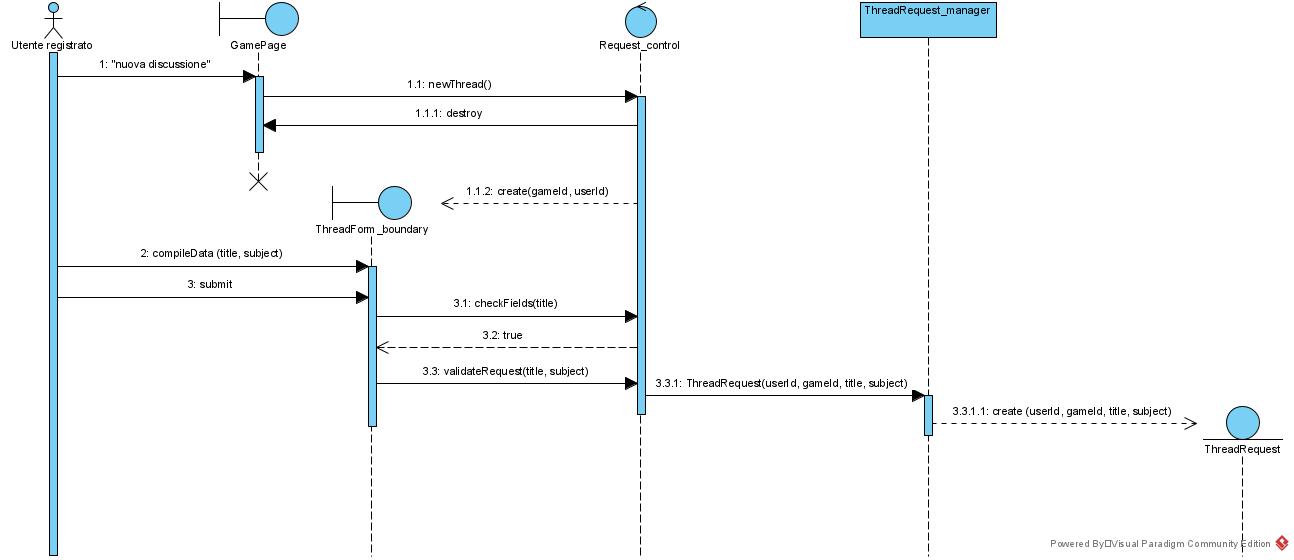 ThreadRequest_manager
Utente registrato
GamePage
Request_control
1: "nuova discussione"
1.1: newThread()
1.1.1: destroy
1.1.2: create(gameId, userId)
ThreadForm_boundary
2: compileData (title, subject)
3: submit
3.1: checkFields(title)
3.2: true
3.3: validateRequest(title, subject)
3.3.1: ThreadRequest(userId, gameId, title, subject)
3.3.1.1: create (userId, gameId, title, subject)
ThreadRequest
Powered By Visual Paradigm Community Edition